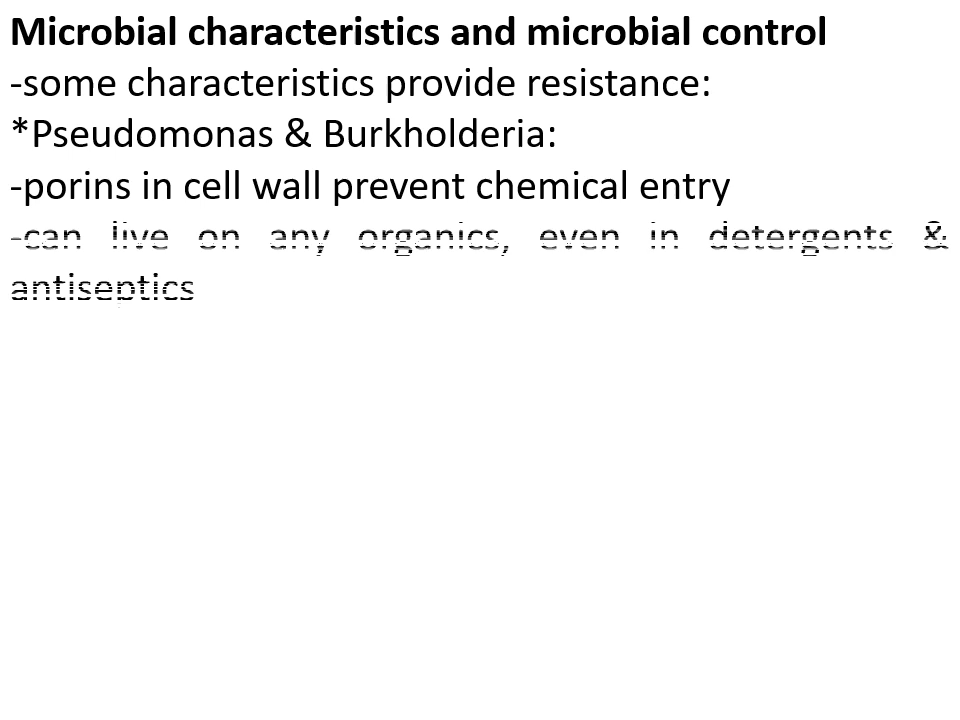 Microbial characteristics and microbial control
-some characteristics provide resistance:
*Pseudomonas & Burkholderia:
-porins in cell wall prevent chemical entry
-can live on any organics, even in detergents &
antiseptics